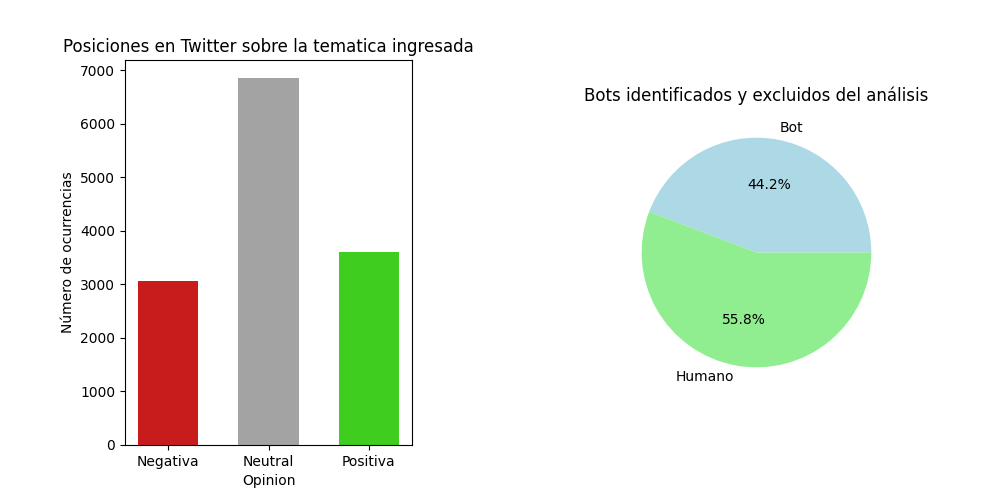 Posiciones en Twitter sobre la tematica ingresada
Número de ocurrencias
7000
6000
5000
4000
3000
2000
1000
0
Negativa
Neutral
Positiva
Opinion
Bots identificados y excluidos del análisis
Bot
44.2%
55.8%
Humano